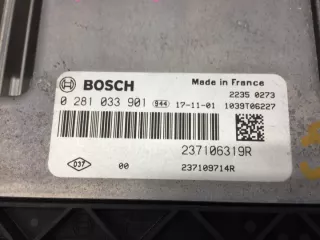 BOSCH
Made in France
2235 0273
0 281 033 901 944 17-11-01 1039T06227
237106319R
037 00 237109714R